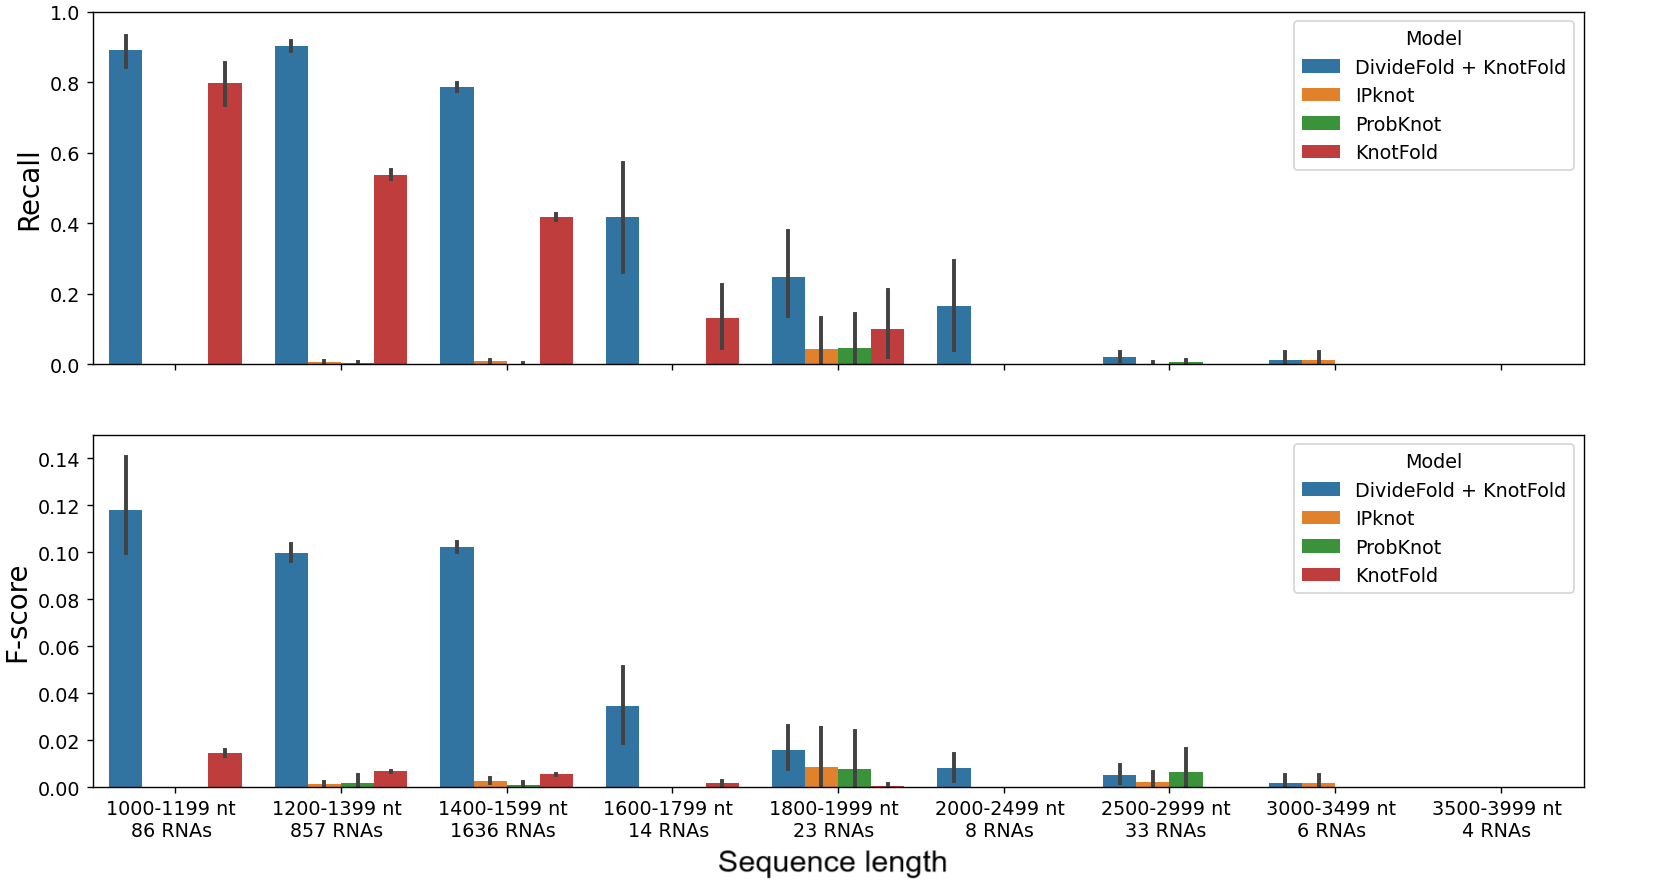 Recall
1.0
0.8
0.6
0.4
0.2
0.0
Model
DivideFold + KnotFold
IPknot
ProbKnot
KnotFold
F-score
0.14
0.12
0.10
0.08
0.06
0.04
0.02
0.00
Model
DivideFold + KnotFold
IPknot
ProbKnot
KnotFold
1000-1199 nt 1200-1399 nt 1400-1599 nt 1600-1799 nt 1800-1999 nt 2000-2499 nt 2500-2999 nt 3000-3499 nt 3500-3999 nt
86 RNAs 857 RNAs 1636 RNAs 14 RNAs 23 RNAs 8 RNAs 33 RNAs 6 RNAs 4 RNAs
Sequence length